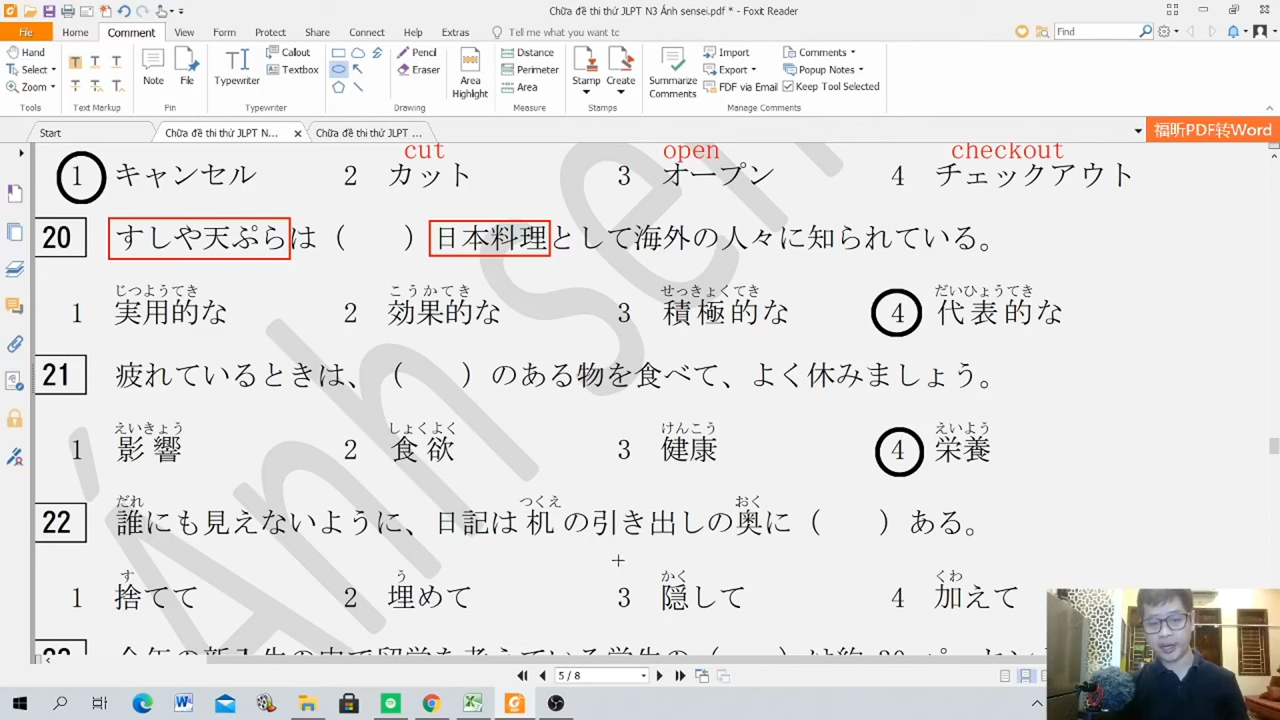 Chữa đề thi thử JLPT N3 Ánh sensei.pdf * - Foxit Reader
File Home Comment View Form Protect Share Connect Help Extras Tell me what you want to Find
Hand
Select
Zoom
Tools
Text Markup
Note
File
Pin
Typewriter
Callout
Textbox
Typewriter
Pencil
Eraser
Drawing
Area Highlight
Distance
Perimeter
Area
Measure
Stamp
Create
Stamps
Summarize Comments
Import
Export
FDF via Email
Comments
Popup Notes
Keep Tool Selected
Manage Comments
Start
Chữa đề thi thử JLPT N...
Chữa đề thi thử JLPT ...
福昕PDF转Word
cut open checkout
1 キャンセル 2 カット 3 オープン 4 チェックアウト
20 すしや天ぷらは（ ）日本料理として海外の人々に知られている。
じつようてき こうかてき せっきょくてき だいひょうてき
1 実用的な 2 効果的な 3 積極的な 4 代表的な
21 疲れているときは、（ ）のある物を食べて、よく休みましょう。
えいきょう しょくよく けんこう えいよう
1 影響 2 食欲 3 健康 4 栄養
だれ つくえ おく
22 誰にも見えないように、日記は机の引き出しの奥に（ ）ある。
す う かく くわ
1 捨てて 2 埋めて 3 隠して 4 加えて
Ánh sen
5 / 8